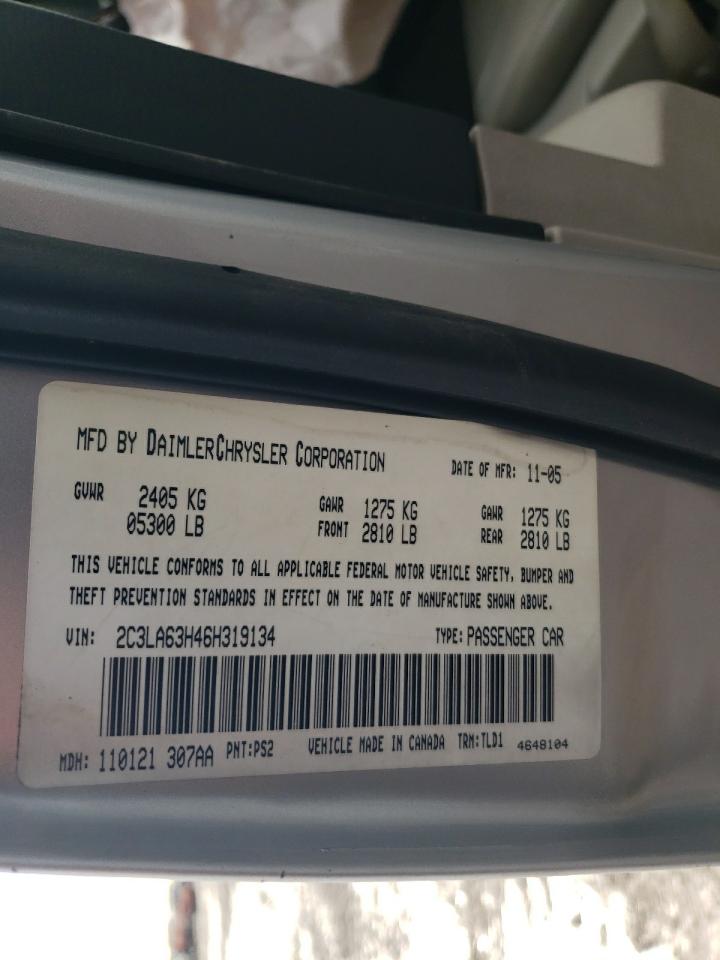 MFD BY DAIMLERCHRYSLER CORPORATION DATE OF MFR: 11-05
GVWR 2405 KG GAWR 1275 KG GAWR 1275 KG
05300 LB FRONT 2810 LB REAR 2810 LB
THIS VEHICLE CONFORMS TO ALL APPLICABLE FEDERAL MOTOR VEHICLE SAFETY, BUMPER AND
THEFT PREVENTION STANDARDS IN EFFECT ON THE DATE OF MANUFACTURE SHOWN ABOVE.
VIN: 2C3LA63H46H319134 TYPE: PASSENGER CAR
MDH: 110121 307AA PNT:PS2 VEHICLE MADE IN CANADA TRM:TLD1 4648104